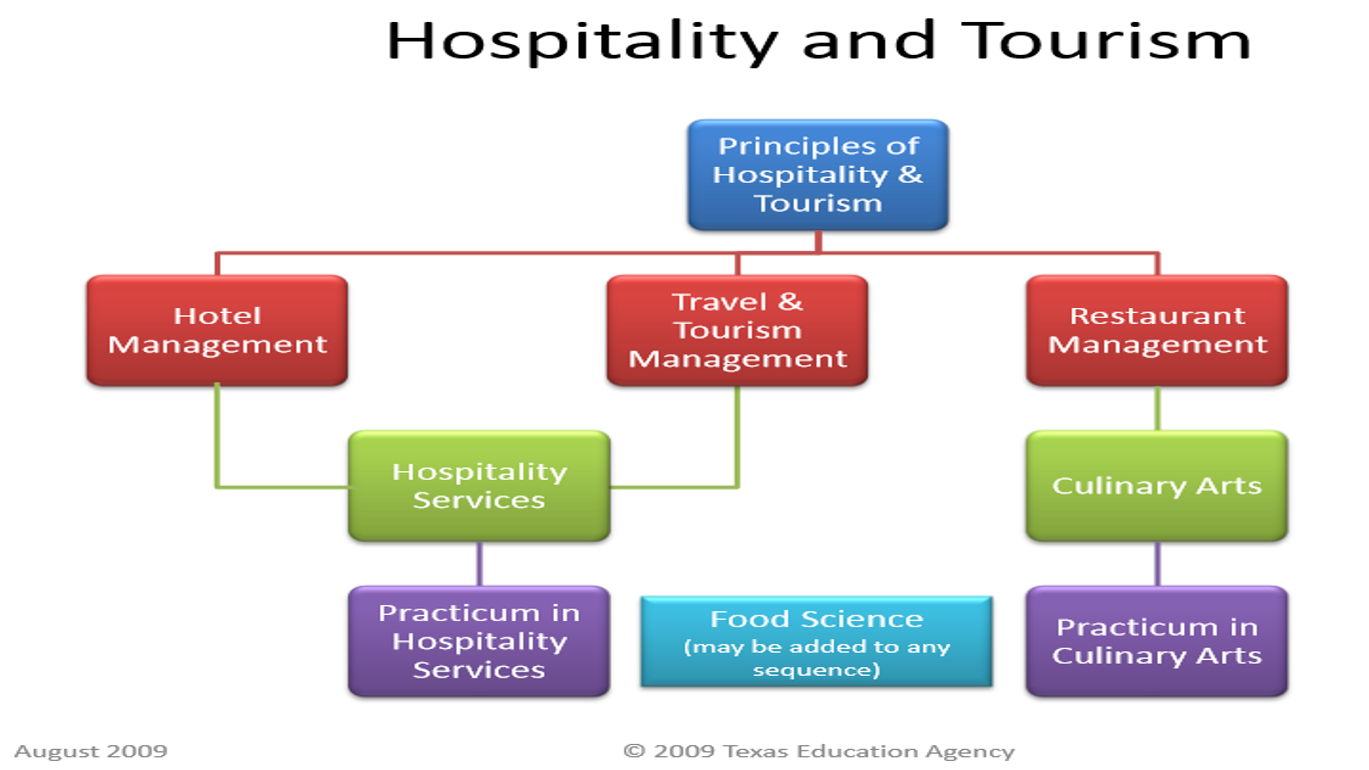 Hospitality and Tourism
Principles of
Hospitality &
Tourism
Hotel
Management
Travel &
Tourism
Management
Restaurant
Management
Hospitality
Services
Culinary Arts
Practicum in
Hospitality
Services
Food Science
(may be added to any
sequence)
Practicum in
Culinary Arts
August 2009
© 2009 Texas Education Agency